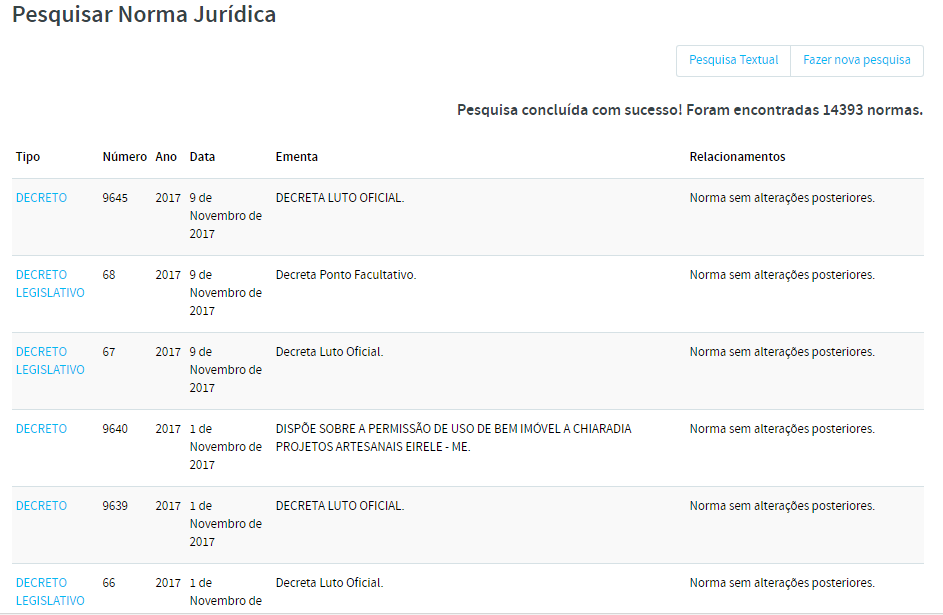 Pesquisar Norma Jurídica
Pesquisa Textual Fazer nova pesquisa
Pesquisa concluída com sucesso! Foram encontradas 14393 normas.
Tipo Número Ano Data Ementa Relacionamentos
DECRETO 9645 2017 9 de DECRETA LUTO OFICIAL. Norma sem alterações posteriores.
Novembro de
2017
DECRETO 68 2017 9 de Decreta Ponto Facultativo. Norma sem alterações posteriores.
LEGISLATIVO Novembro de
2017
DECRETO 67 2017 9 de Decreta Luto Oficial. Norma sem alterações posteriores.
LEGISLATIVO Novembro de
2017
DECRETO 9640 2017 1 de DISPÕE SOBRE A PERMISSÃO DE USO DE BEM IMÓVEL A CHIARADIA Norma sem alterações posteriores.
Novembro de PROJETOS ARTESANAIS EIRELE - ME.
2017
DECRETO 9639 2017 1 de DECRETA LUTO OFICIAL. Norma sem alterações posteriores.
Novembro de
2017
DECRETO 66 2017 1 de Decreta Luto Oficial. Norma sem alterações posteriores.
LEGISLATIVO Novembro de